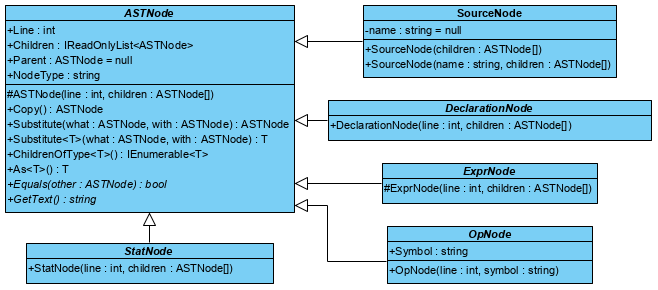 ASTNode
+Line : int
+Children : IReadOnlyList<ASTNode>
+Parent : ASTNode = null
+NodeType : string
#ASTNode(line : int, children : ASTNode[])
+Copy() : ASTNode
+Substitute(what : ASTNode, with : ASTNode) : ASTNode
+Substitute<T>(what : ASTNode, with : ASTNode) : T
+ChildrenOfType<T>() : IEnumerable<T>
+As<T>() : T
+Equals(other : ASTNode) : bool
+GetText() : string
SourceNode
-name : string = null
+SourceNode(children : ASTNode[])
+SourceNode(name : string, children : ASTNode[])
DeclarationNode
+DeclarationNode(line : int, children : ASTNode[])
ExprNode
#ExprNode(line : int, children : ASTNode[])
OpNode
+Symbol : string
+OpNode(line : int, symbol : string)
StatNode
+StatNode(line : int, children : ASTNode[])